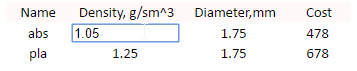 Name Density, g/sm^3 Diameter,mm Cost
abs 1.05 1.75 478
pla 1.25 1.75 678